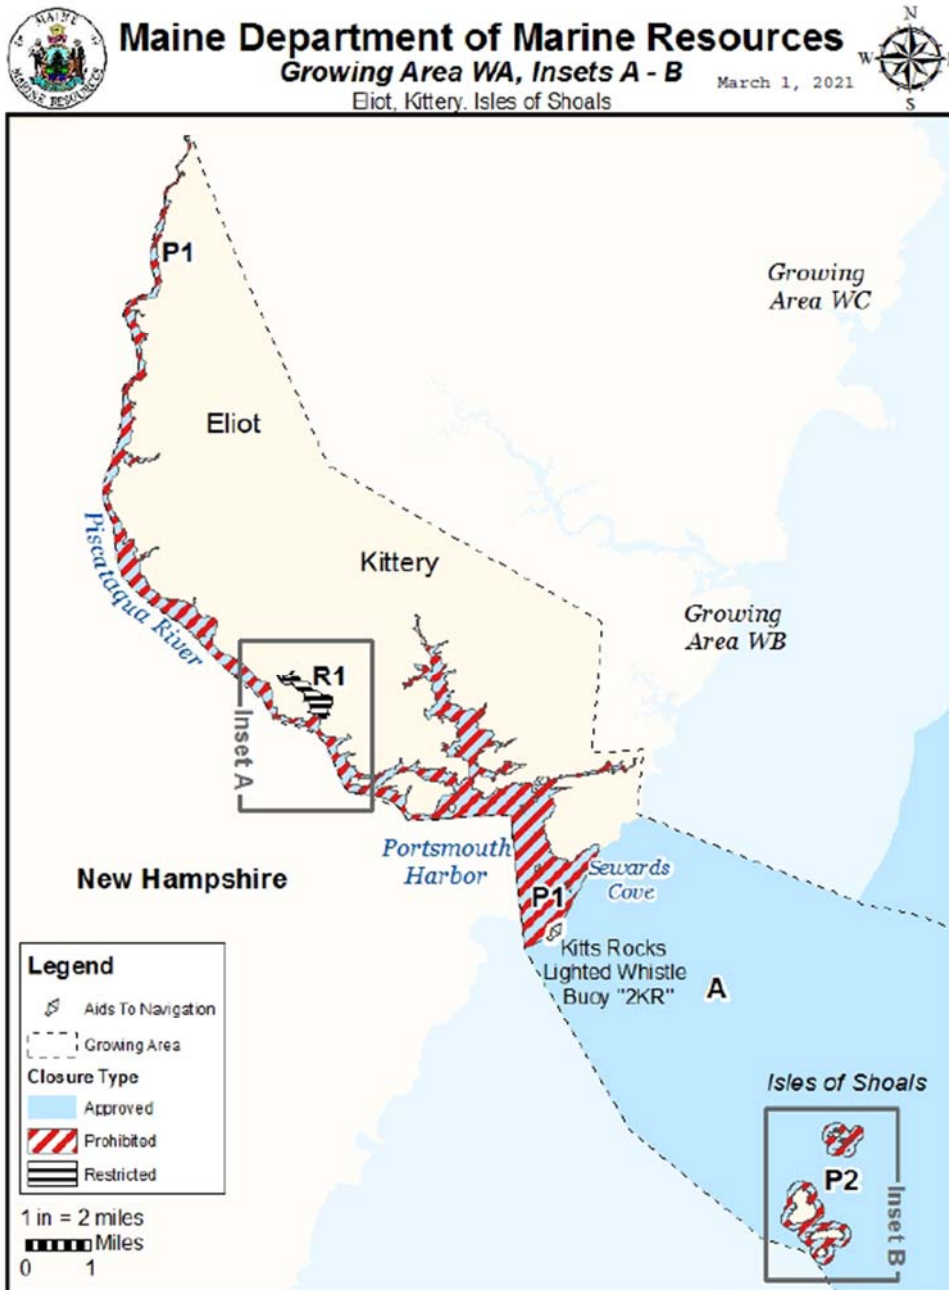 MAINE
MARINE RESOURCES
Maine Department of Marine Resources
Growing Area WA, Insets A - B
March 1, 2021
Eliot, Kittery, Isles of Shoals
N
W
S
P1
Growing
Area WC
Eliot
Piscataqua River
Kittery
Growing
Area WB
R1
Inset A
Portsmouth
Harbor
Sewards
Cove
New Hampshire
P1
Kitts Rocks
Lighted Whistle
Buoy "2KR"
A
Isles of Shoals
P2
Inset B
Legend
Aids To Navigation
Growing Area
Closure Type
Approved
Prohibited
Restricted
1 in = 2 miles
Miles
0 1